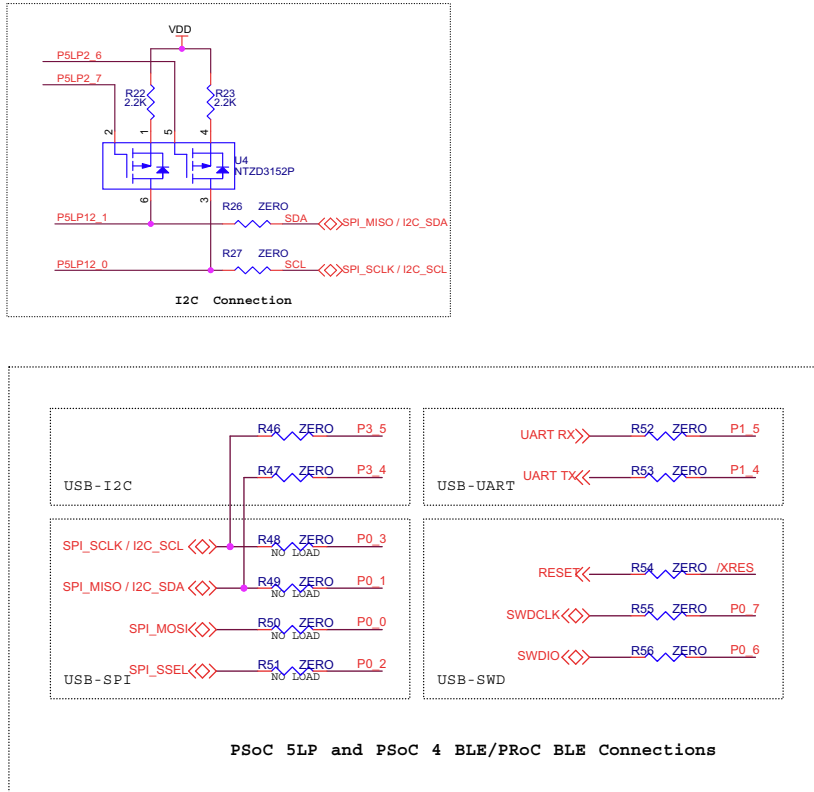 VDD
P5LP2_6
P5LP2_7
R22 R23
2.2K 2.2K
2 1 5 4
U4
NTZD3152P
6 3
R26 ZERO
P5LP12_1 SDA SPI_MISO / I2C_SDA
R27 ZERO
P5LP12_0 SCL SPI_SCLK / I2C_SCL
I2C Connection
R46 ZERO P3_5
R47 ZERO P3_4
USB-I2C
UART RX R52 ZERO P1_5
UART TX R53 ZERO P1_4
USB-UART
SPI_SCLK / I2C_SCL R48 ZERO P0_3
NO LOAD
SPI_MISO / I2C_SDA R49 ZERO P0_1
NO LOAD
SPI_MOSI R50 ZERO P0_0
NO LOAD
SPI_SSEL R51 ZERO P0_2
NO LOAD
USB-SPI
RESET R54 ZERO /XRES
SWDCLK R55 ZERO P0_7
SWDIO R56 ZERO P0_6
USB-SWD
PSoC 5LP and PSoC 4 BLE/PRoC BLE Connections